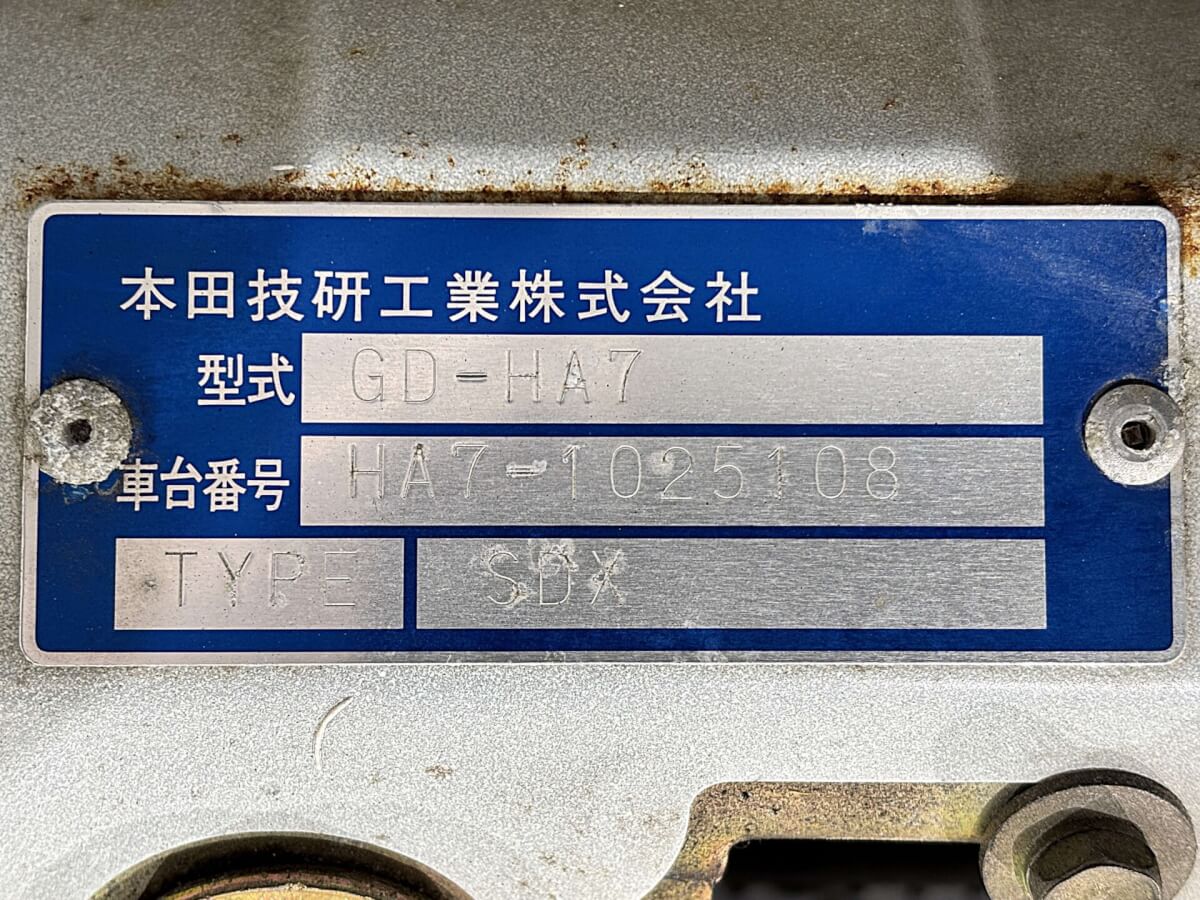 本田技研工業株式会社
型式 GD-HA7
車台番号 HA7-1025108
TYPE SDX